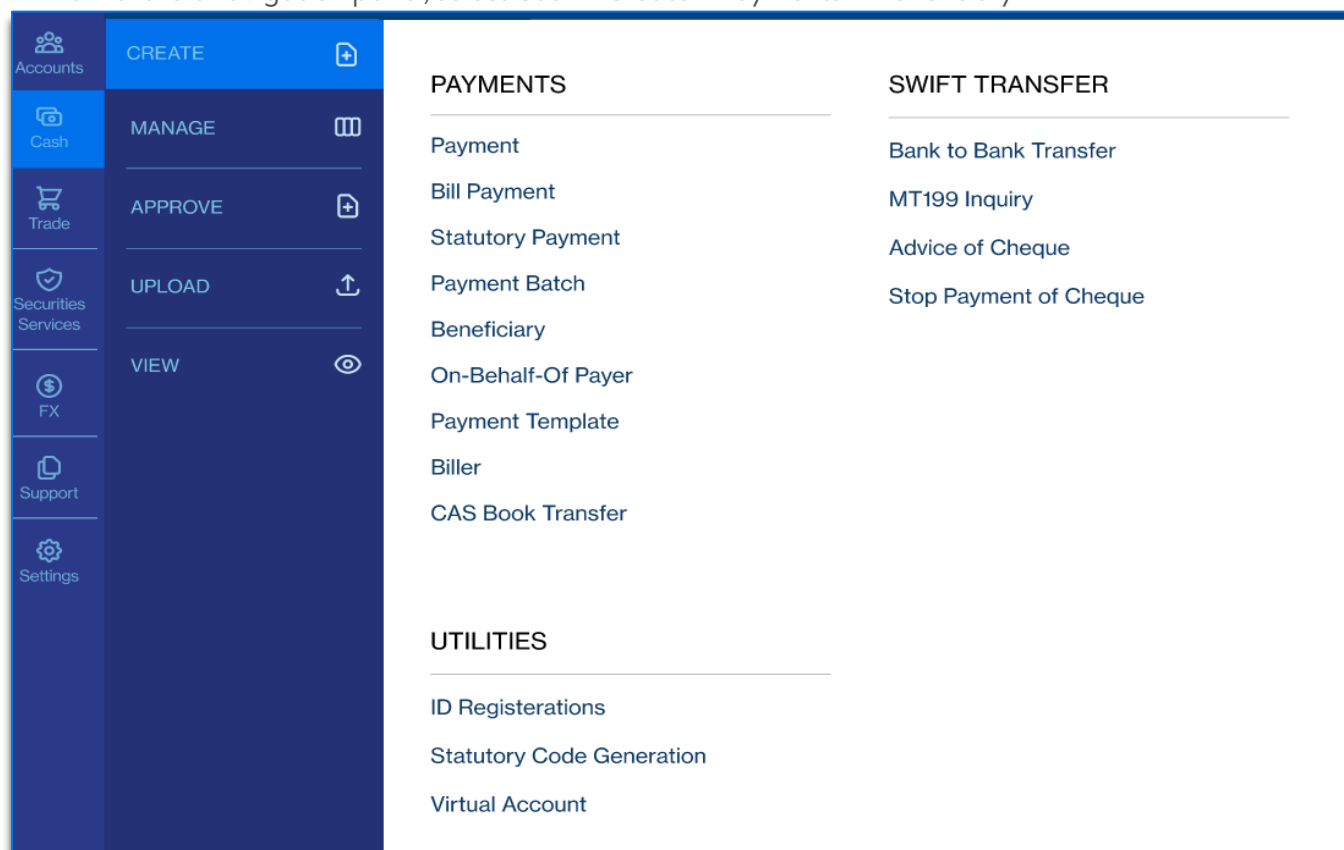 Accounts
Cash
Trade
Securities
Services
FX
Support
Settings
CREATE
MANAGE
APPROVE
UPLOAD
VIEW
PAYMENTS
Payment
Bill Payment
Statutory Payment
Payment Batch
Beneficiary
On-Behalf-Of Payer
Payment Template
Biller
CAS Book Transfer
UTILITIES
ID Registerations
Statutory Code Generation
Virtual Account
SWIFT TRANSFER
Bank to Bank Transfer
MT199 Inquiry
Advice of Cheque
Stop Payment of Cheque